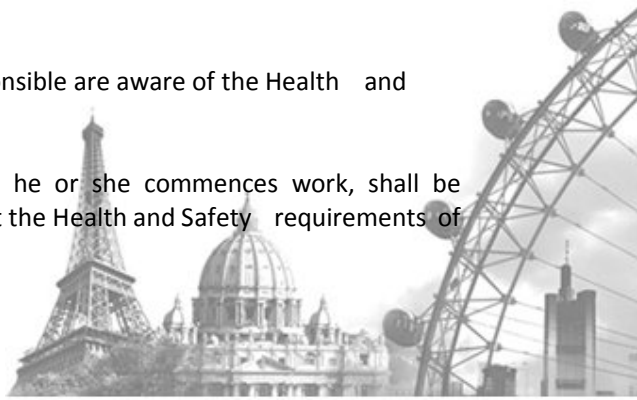 onsible are aware of the Health and
he or she commences work, shall be
the Health and Safety requirements of